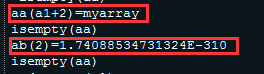 aa(a1+2)=myarray
isempty(aa)
ab(2)=1.74088534731324E-310
isempty(aa)